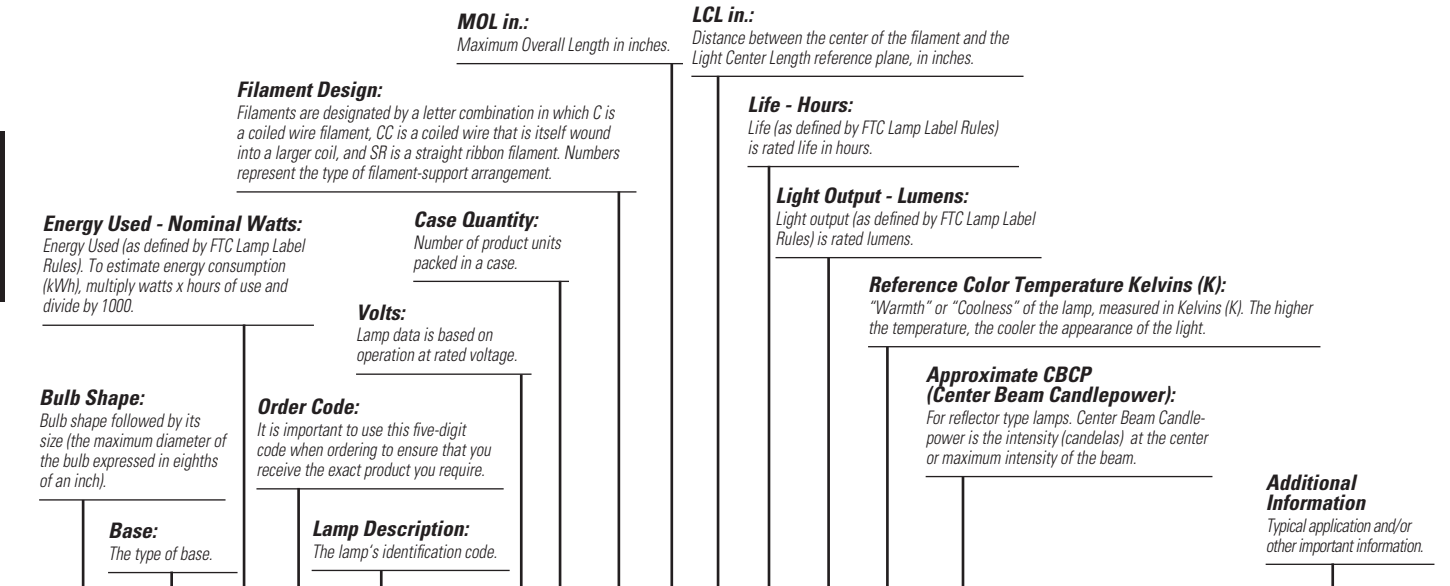 MOL in.:
Maximum Overall Length in inches.
LCL in.:
Distance between the center of the filament and the
Light Center Length reference plane, in inches.
Filament Design:
Filaments are designated by a letter combination in which C is
a coiled wire filament, CC is a coiled wire that is itself wound
into a larger coil, and SR is a straight ribbon filament. Numbers
represent the type of filament-support arrangement.
Life - Hours:
Life (as defined by FTC Lamp Label Rules)
is rated life in hours.
Light Output - Lumens:
Light output (as defined by FTC Lamp Label
Rules) is rated lumens.
Energy Used - Nominal Watts:
Energy Used (as defined by FTC Lamp Label
Rules). To estimate energy consumption
(kWh), multiply watts x hours of use and
divide by 1000.
Case Quantity:
Number of product units
packed in a case.
Reference Color Temperature Kelvins (K):
“Warmth” or “Coolness” of the lamp, measured in Kelvins (K). The higher
the temperature, the cooler the appearance of the light.
Volts:
Lamp data is based on
operation at rated voltage.
Approximate CBCP
(Center Beam Candlepower):
For reflector type lamps. Center Beam Candle-
power is the intensity (candelas) at the center
or maximum intensity of the beam.
Bulb Shape:
Bulb shape followed by its
size (the maximum diameter of
the bulb expressed in eighths
of an inch).
Order Code:
It is important to use this five-digit
code when ordering to ensure that you
receive the exact product you require.
Additional
Information
Typical application and/or
other important information.
Base:
The type of base.
Lamp Description:
The lamp's identification code.